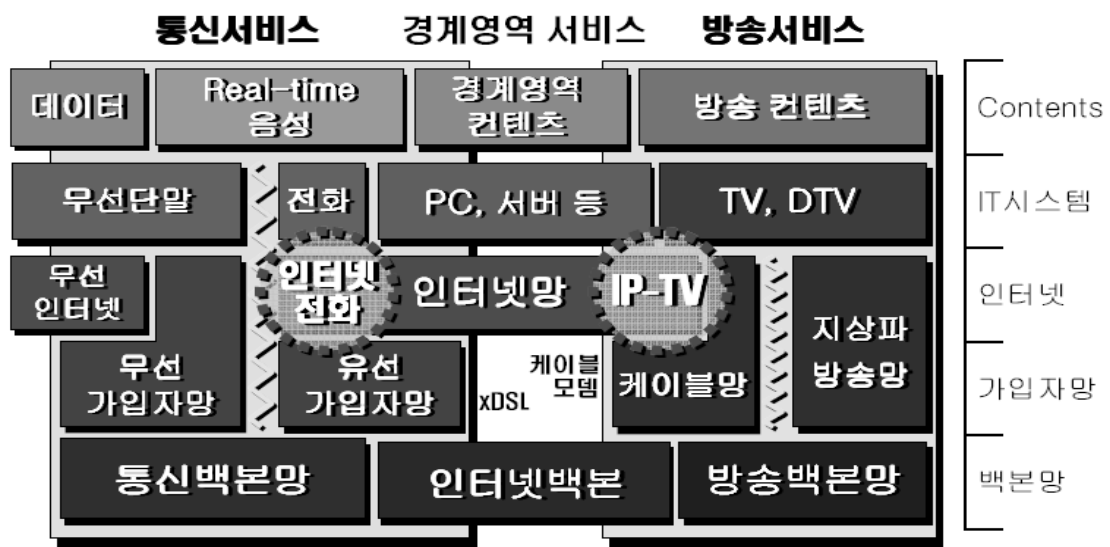 통신서비스 경계영역 서비스 방송서비스
데이터
Real-time
음성
경계영역
컨텐츠
방송 컨텐츠
Contents
무선단말
전화
PC, 서버 등
TV, DTV
IT시스템
무선
인터넷
인터넷
전화
인터넷망
IP-TV
지상파
방송망
인터넷
무선
가입자망
유선
가입자망
xDSL
케이블
모뎀
케이블망
가입자망
통신백본망
인터넷백본
방송백본망
백본망